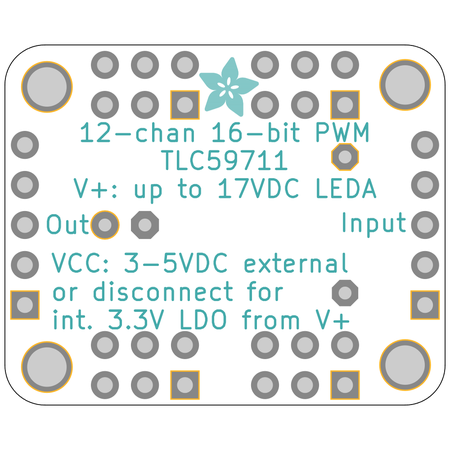 12-chan 16-bit PWM
TLC59711
V+: up to 17VDC LEDA
Out
Input
VCC: 3-5VDC external
or disconnect for
int. 3.3V LDO from V+